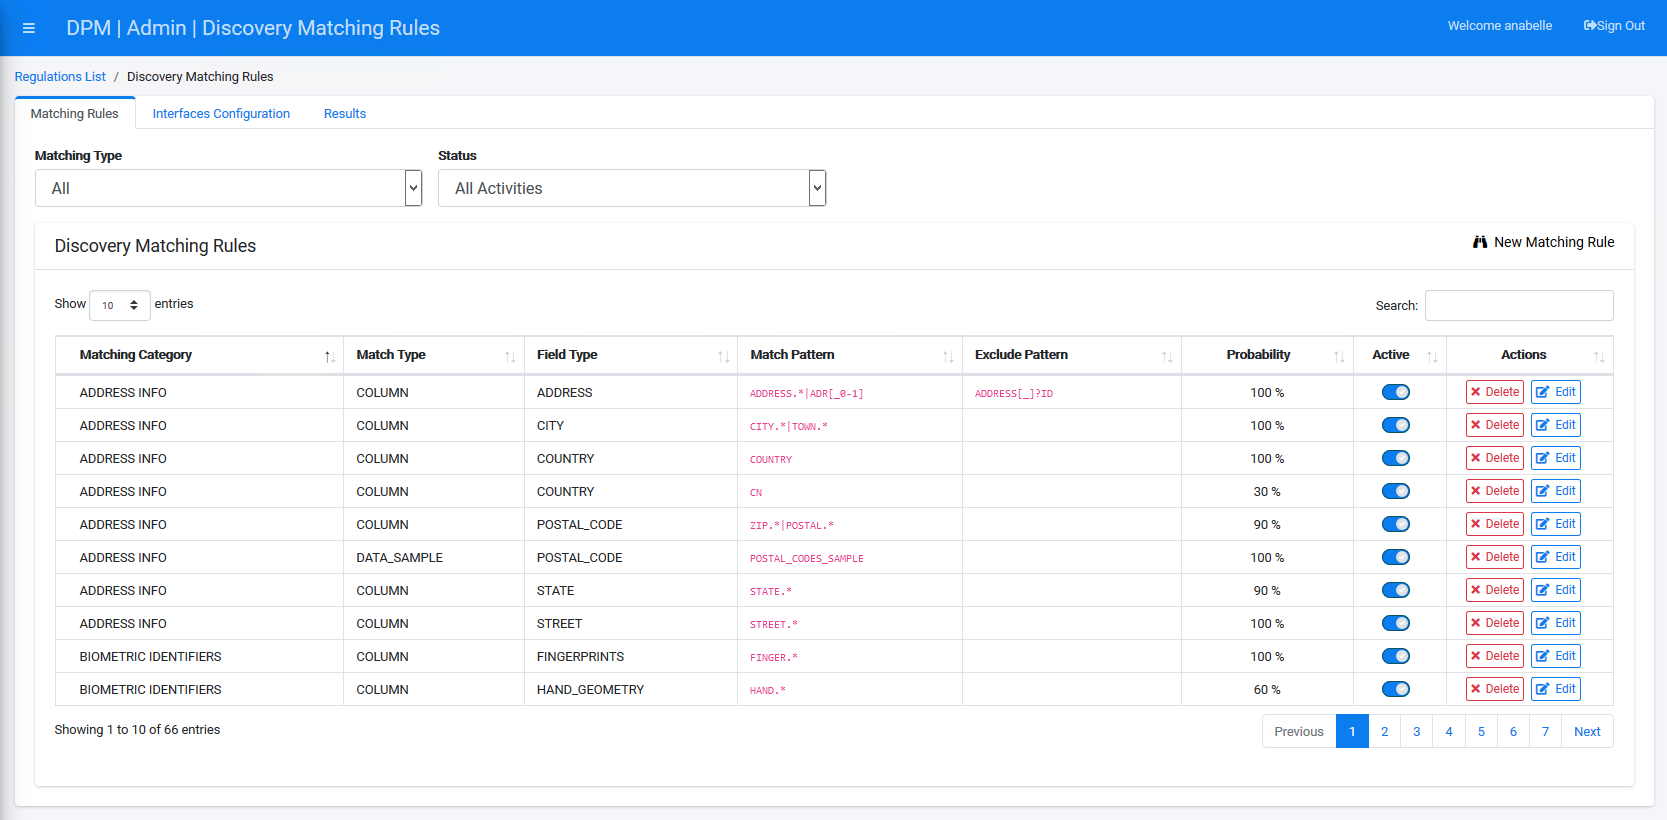 DPM | Admin | Discovery Matching Rules
Welcome anabelle
Sign Out
Regulations List / Discovery Matching Rules
Matching Rules Interfaces Configuration Results
Matching Type Status
All All Activities
Discovery Matching Rules
New Matching Rule
Show 10 entries
Search:
Matching Category Match Type Field Type Match Pattern Exclude Pattern Probability Active Actions
ADDRESS INFO COLUMN ADDRESS ADDRESS.*|ADR[_0-1] ADDRESS[_]?ID 100 % Delete Edit
ADDRESS INFO COLUMN CITY CITY.*|TOWN.* 100 % Delete Edit
ADDRESS INFO COLUMN COUNTRY COUNTRY 100 % Delete Edit
ADDRESS INFO COLUMN COUNTRY CN 30 % Delete Edit
ADDRESS INFO COLUMN POSTAL_CODE ZIP.*|POSTAL.* 90 % Delete Edit
ADDRESS INFO DATA_SAMPLE POSTAL_CODE POSTAL_CODES_SAMPLE 100 % Delete Edit
ADDRESS INFO COLUMN STATE STATE.* 90 % Delete Edit
ADDRESS INFO COLUMN STREET STREET.* 100 % Delete Edit
BIOMETRIC IDENTIFIERS COLUMN FINGERPRINTS FINGER.* 100 % Delete Edit
BIOMETRIC IDENTIFIERS COLUMN HAND_GEOMETRY HAND.* 60 % Delete Edit
Showing 1 to 10 of 66 entries
Previous 1 2 3 4 5 6 7 Next